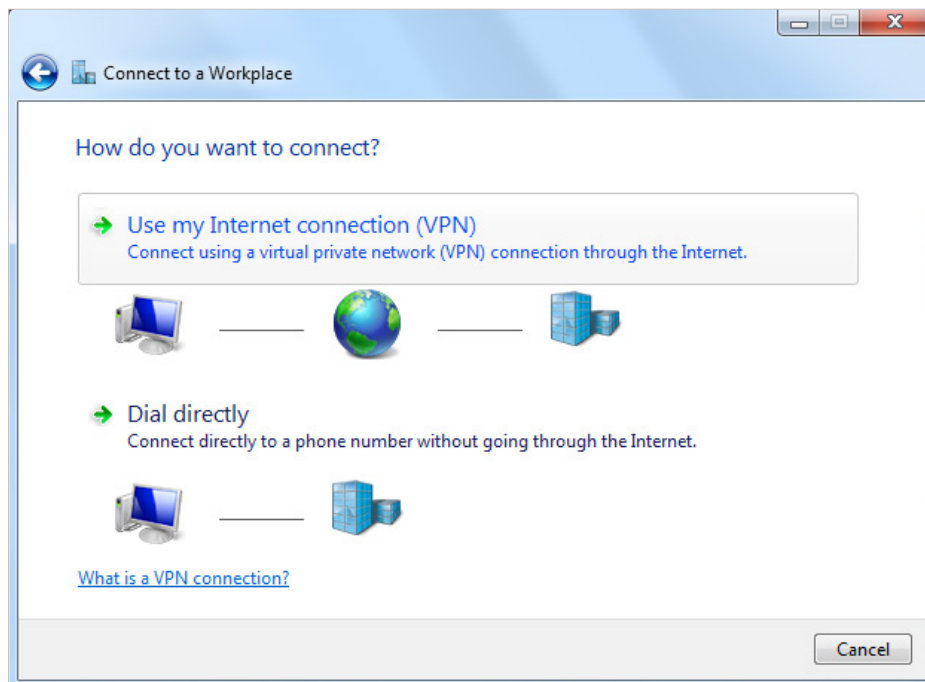 Connect to a Workplace
How do you want to connect?
Use my Internet connection (VPN)
Connect using a virtual private network (VPN) connection through the Internet.
Dial directly
Connect directly to a phone number without going through the Internet.
What is a VPN connection?
Cancel